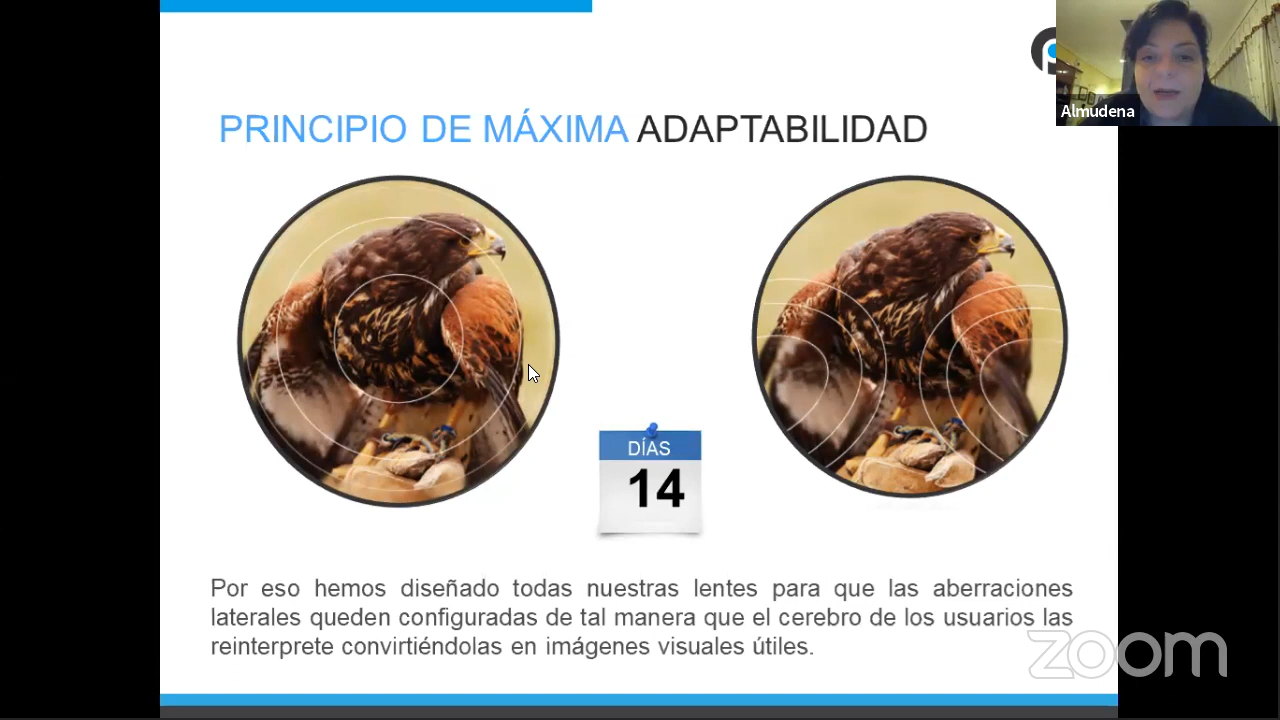 Almudena
PRINCIPIO DE MÁXIMA ADAPTABILIDAD
DÍAS
14
Por eso hemos diseñado todas nuestras lentes para que las aberraciones
laterales queden configuradas de tal manera que el cerebro de los usuarios las
reinterprete convirtiéndolas en imágenes visuales útiles.
zoom